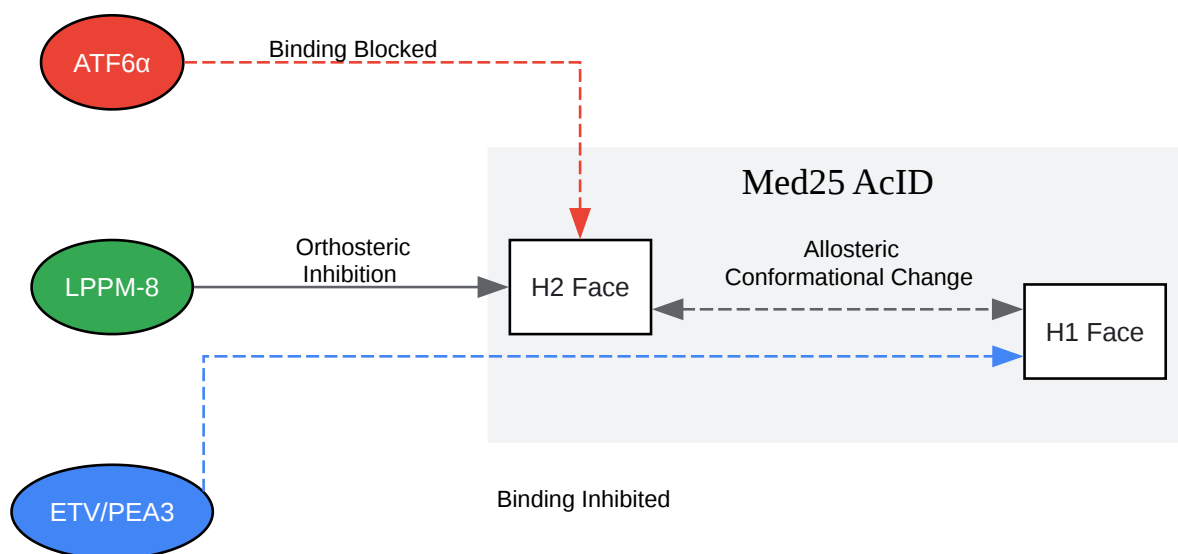 ATF6α
Binding Blocked
Med25 AcID
LPPM-8
Orthosteric
Inhibition
H2 Face
Allosteric
Conformational Change
H1 Face
ETV/PEA3
Binding Inhibited